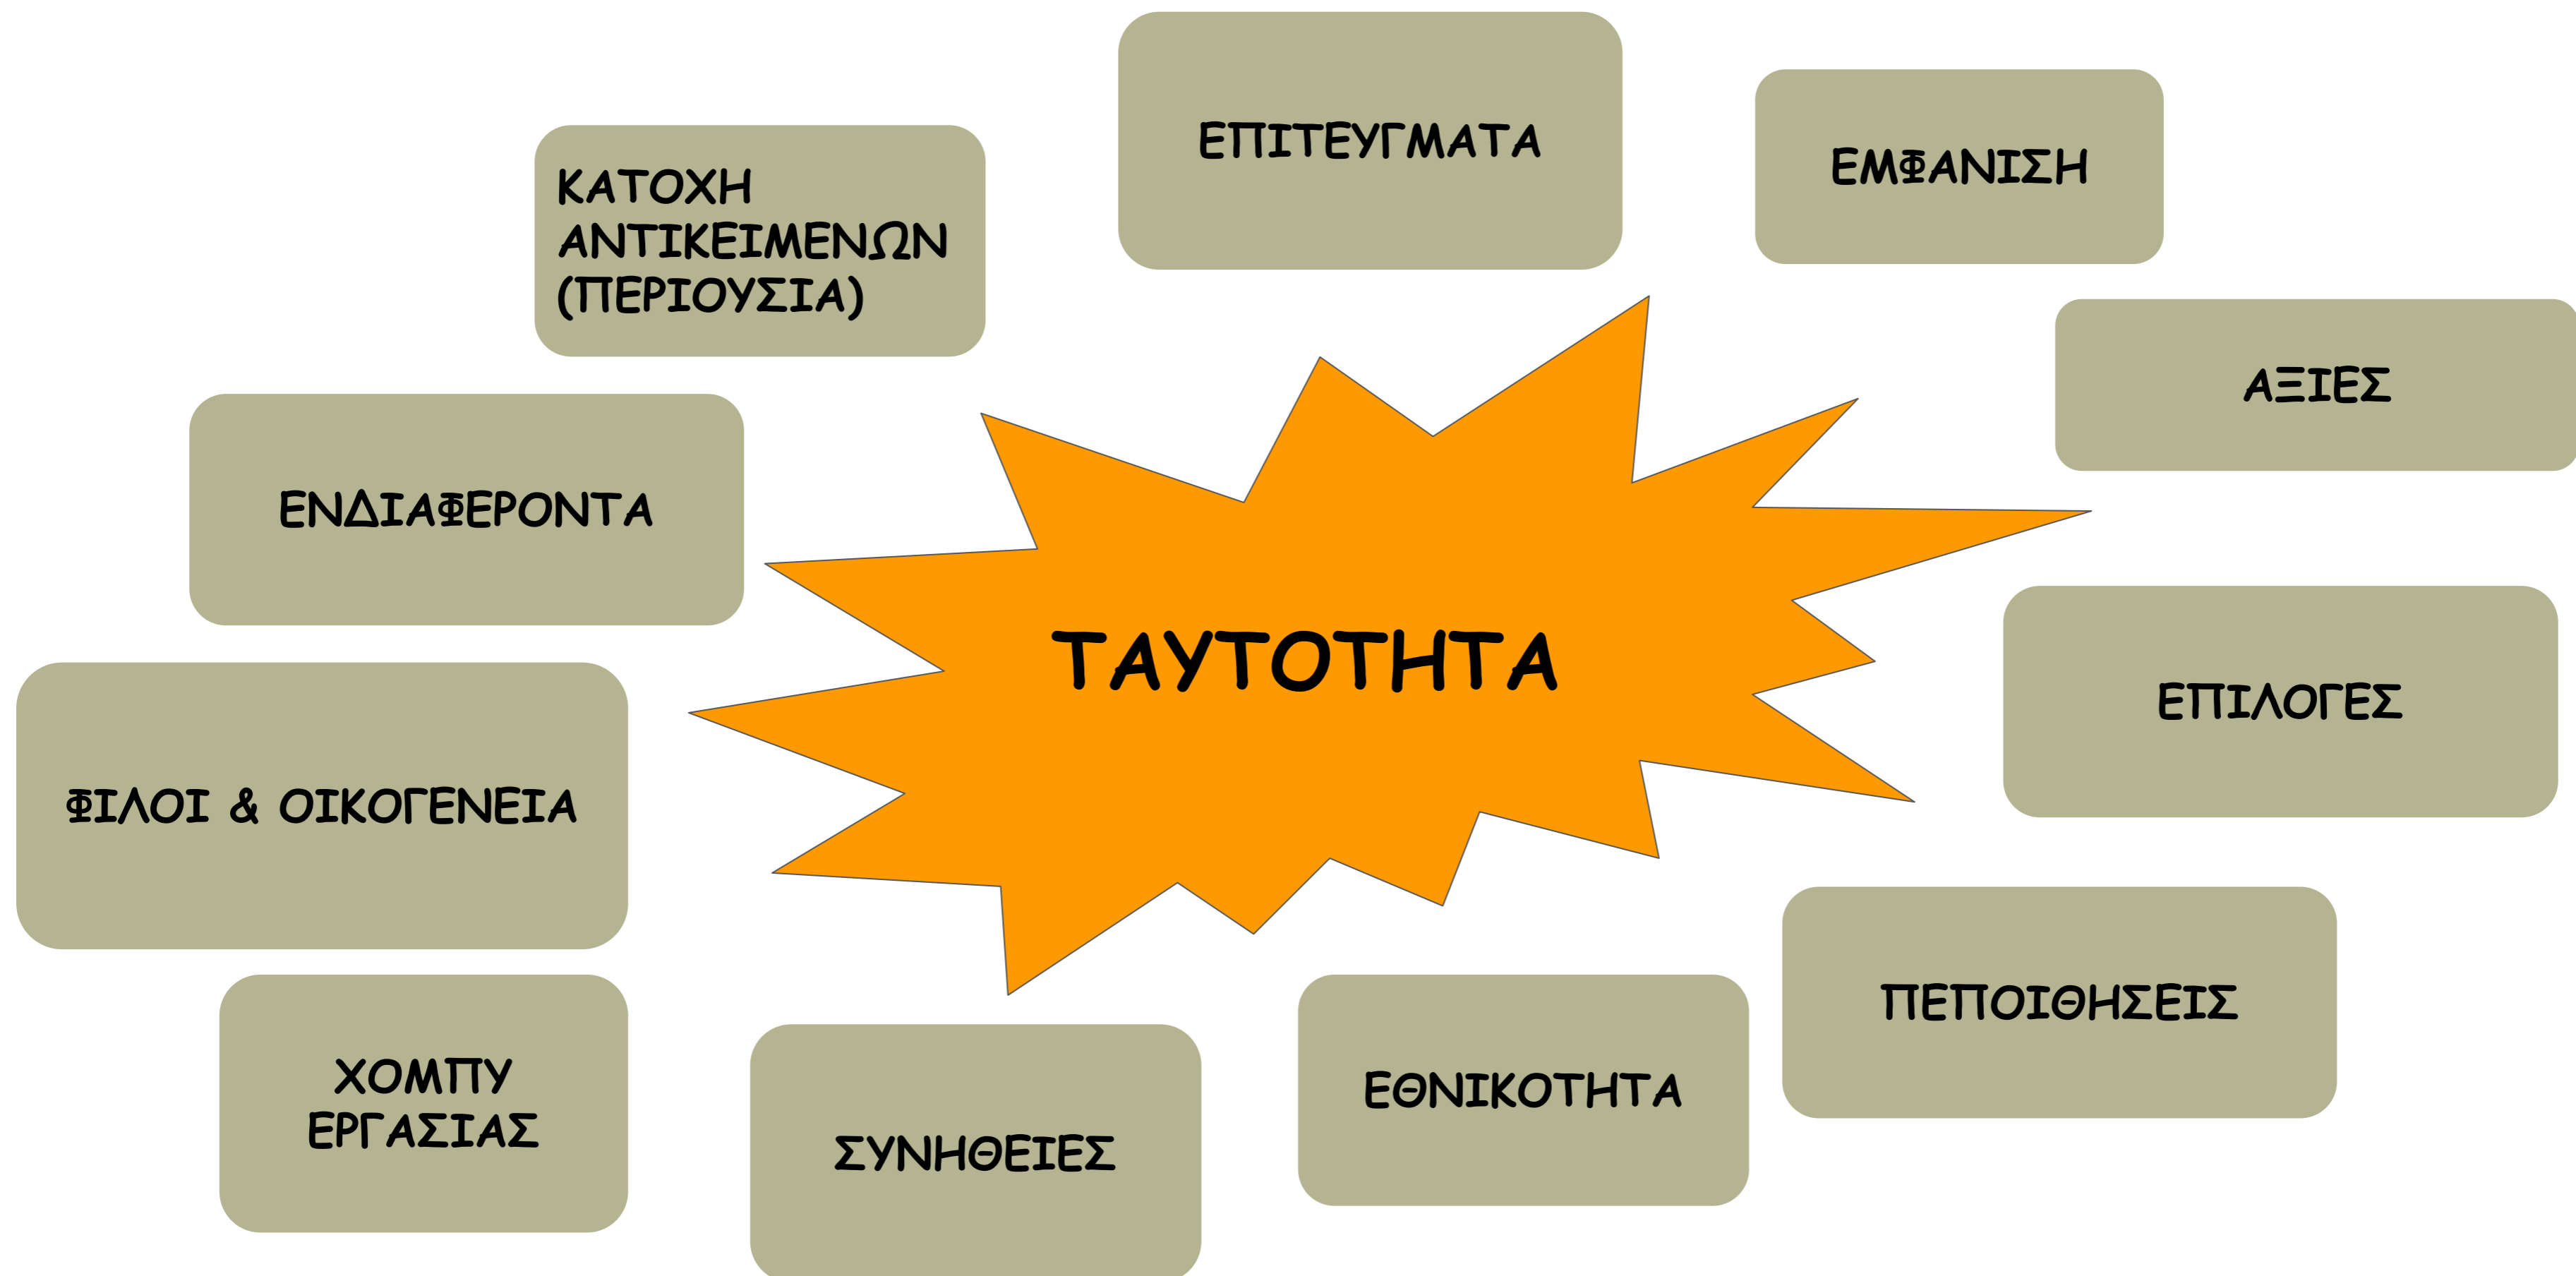 ΕΠΙΤΕΥΓΜΑΤΑ
ΕΜΦΑΝΙΣΗ
ΚΑΤΟΧΗ
ΑΝΤΙΚΕΙΜΕΝΩΝ
(ΠΕΡΙΟΥΣΙΑ)
ΑΞΙΕΣ
ΕΝΔΙΑΦΕΡΟΝΤΑ
ΤΑΥΤΟΤΗΤΑ
ΕΠΙΛΟΓΕΣ
ΦΙΛΟΙ & ΟΙΚΟΓΕΝΕΙΑ
ΠΕΠΟΙΘΗΣΕΙΣ
ΧΟΜΠΥ
ΕΡΓΑΣΙΑΣ
ΕΘΝΙΚΟΤΗΤΑ
ΣΥΝΗΘΕΙΕΣ